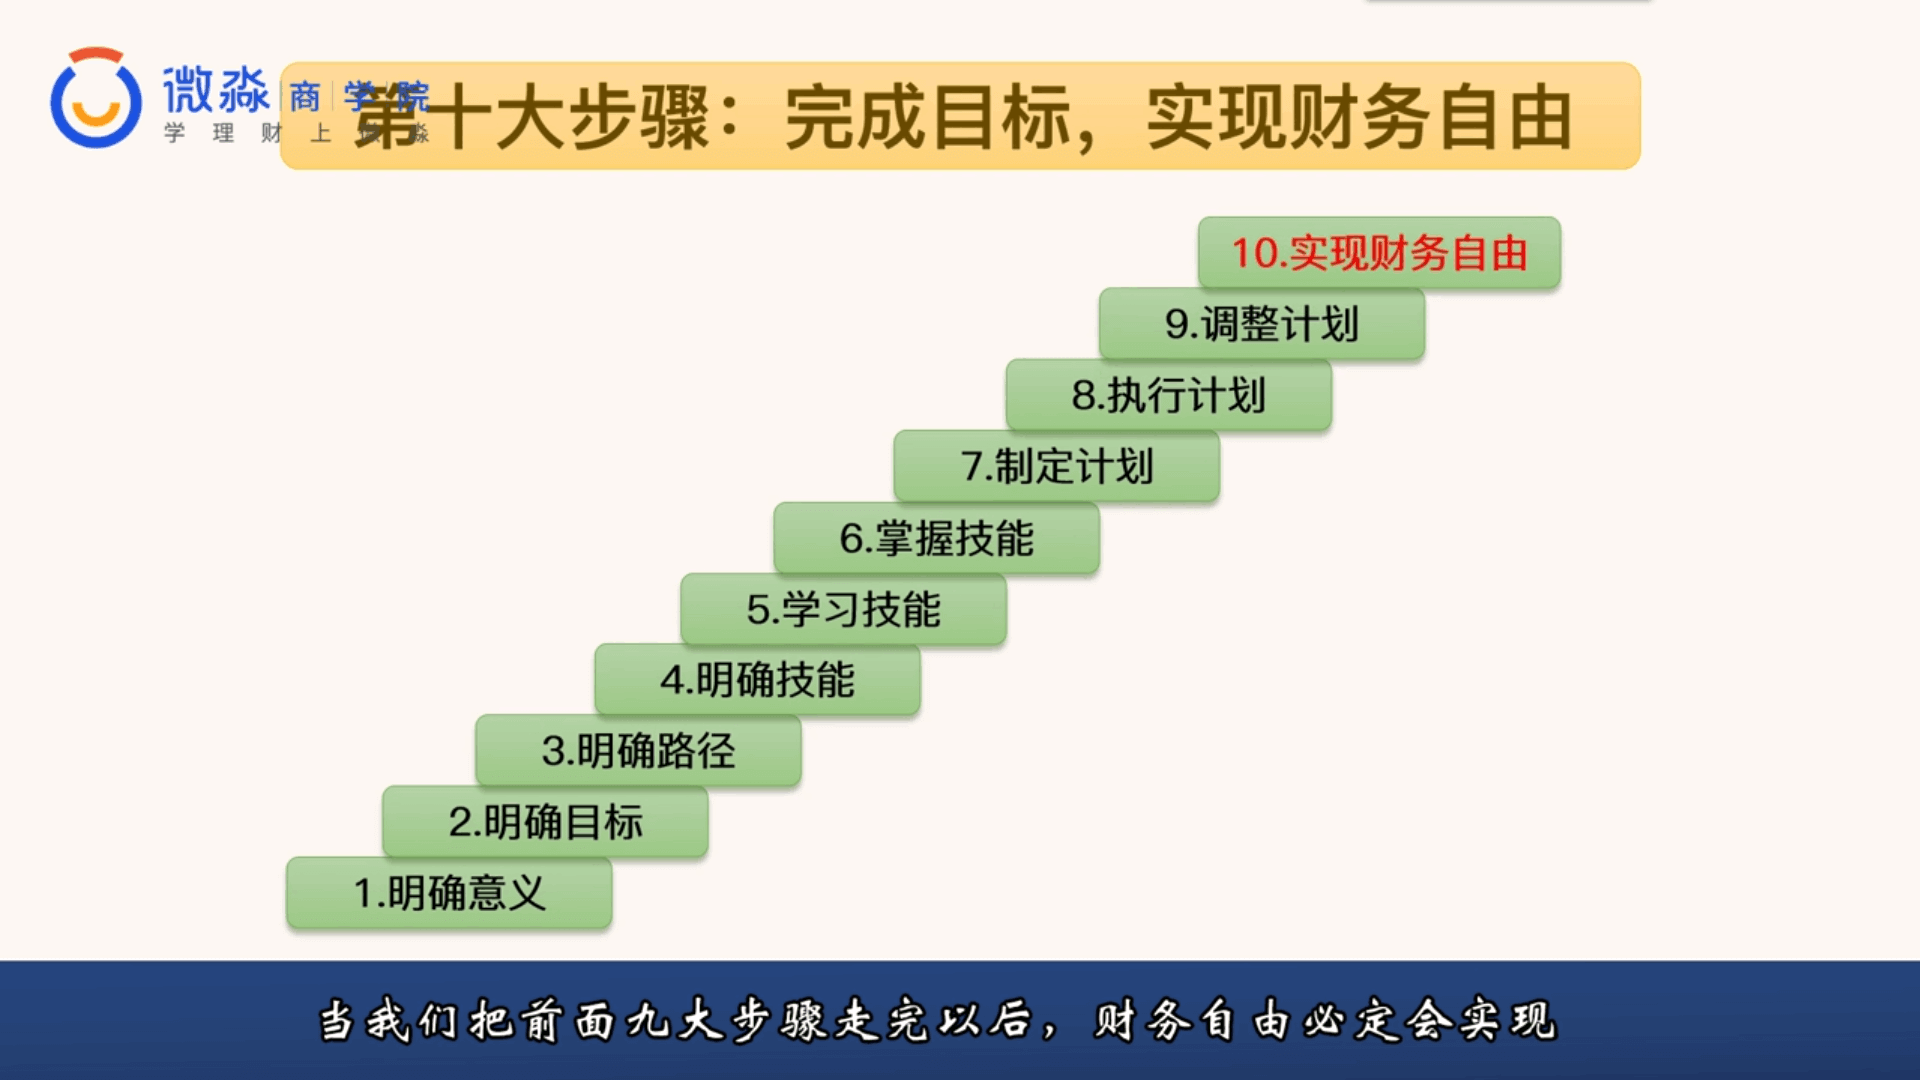 微淼 商 学 院
学 理 财 上 微 淼
第十大步骤：完成目标，实现财务自由
10.实现财务自由
9.调整计划
8.执行计划
7.制定计划
6.掌握技能
5.学习技能
4.明确技能
3.明确路径
2.明确目标
1.明确意义
当我们把前面九大步骤走完以后，财务自由必定会实现